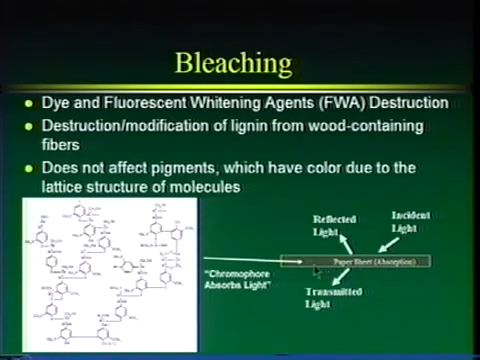 Bleaching
Dye and Fluorescent Whitening Agents (FWA) Destruction
Destruction/modification of lignin from wood-containing
fibers
Does not affect pigments, which have color due to the
lattice structure of molecules
Reflected
Light
Incident
Light
"Chromophore
Absorbs Light"
Paper Sheet (Absorption)
Transmitted
Light